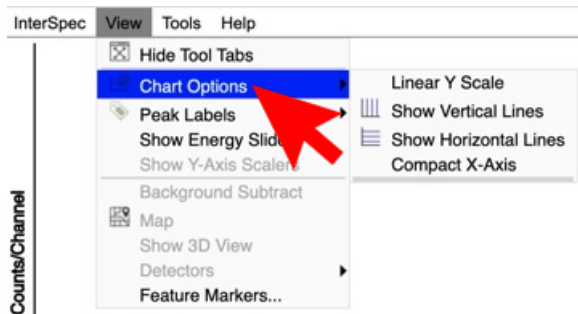 InterSpec View Tools Help
Hide Tool Tabs
Chart Options
Peak Labels
Show Energy Slide
Show Y-Axis Scalers
Background Subtract
Map
Show 3D View
Detectors
Feature Markers...
Linear Y Scale
Show Vertical Lines
Show Horizontal Lines
Compact X-Axis
Counts/Channel